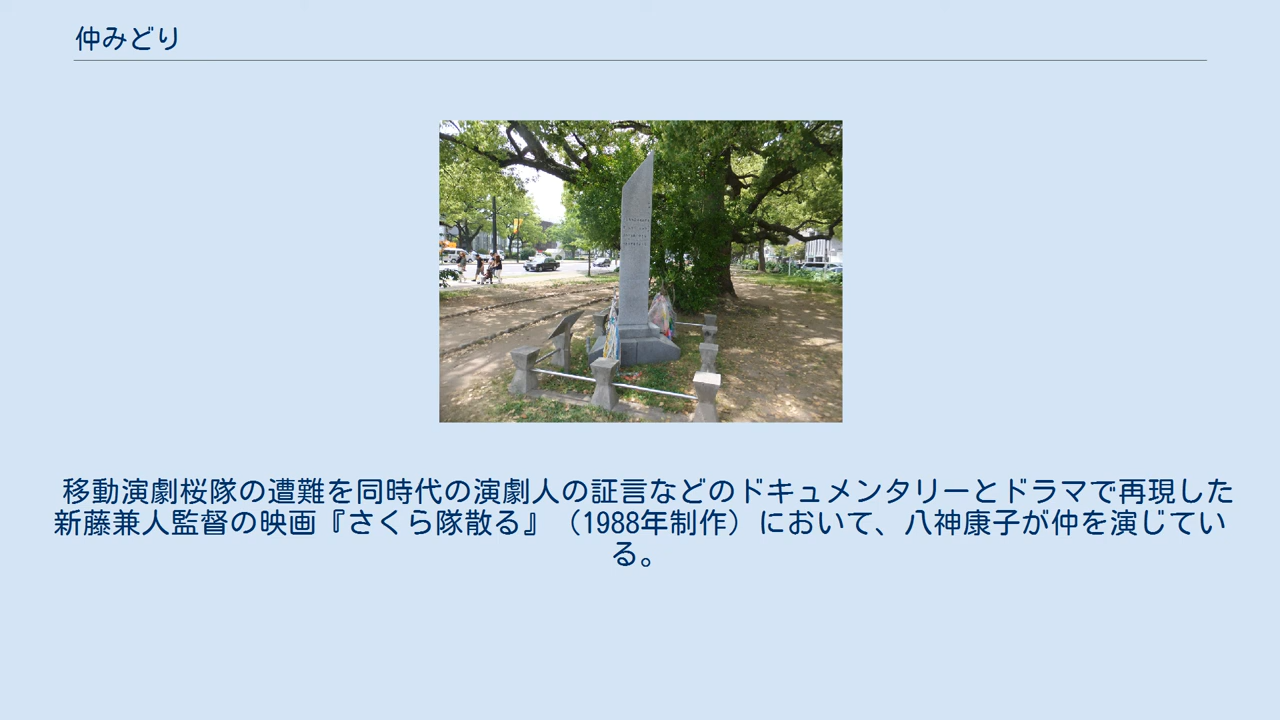 仲みどり
移動演劇桜隊の遭難を同時代の演劇人の証言などのドキュメンタリーとドラマで再現した
新藤兼人監督の映画『さくら隊散る』（1988年制作）において、八神康子が仲を演じてい
る。